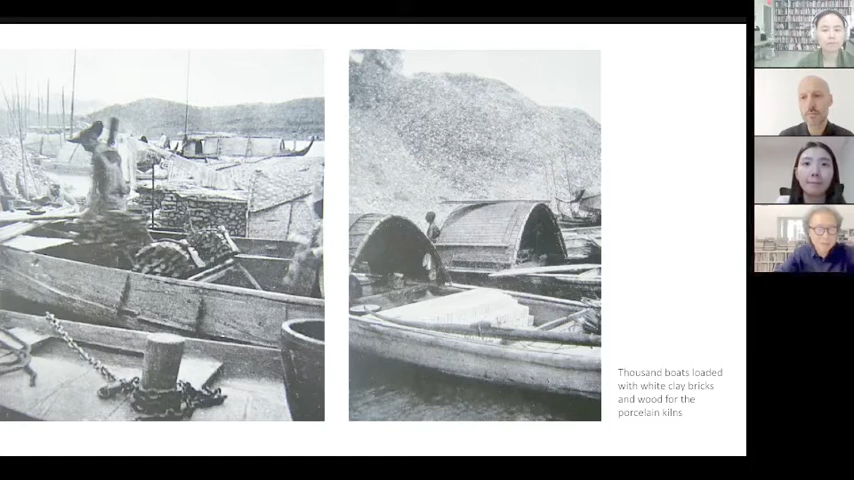 Thousand boats loaded
with white clay bricks
and wood for the
porcelain kilns